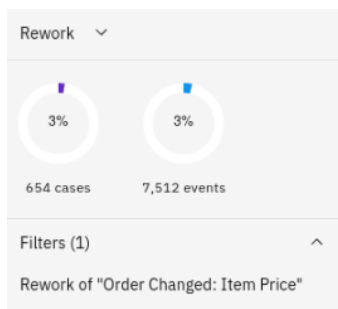 Rework
3%
3%
654 cases
7,512 events
Filters (1)
Rework of "Order Changed: Item Price"